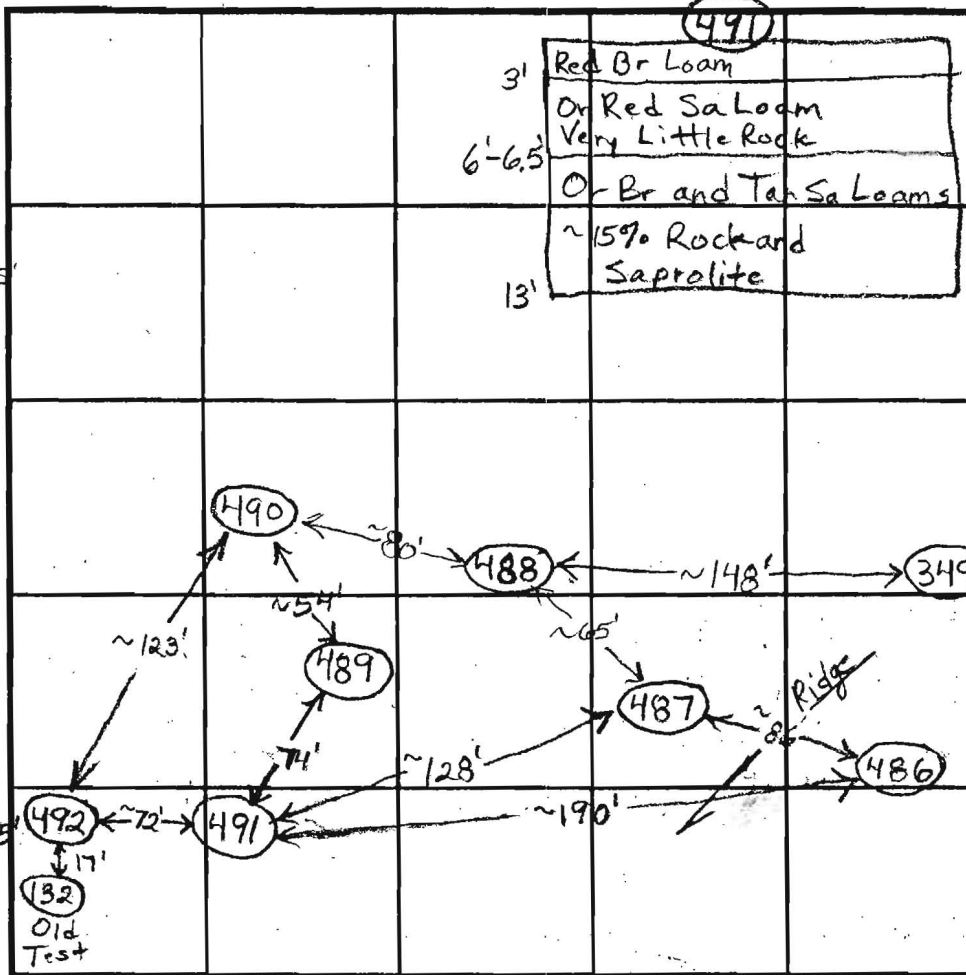 491
3'
Red Br Loam
Or Red Sa Loam
Very Little Rock
6'-6.5'
Or Br and Tan Sa Loams
~15% Rock and
Saprolite
13'
490
~80'
488
~148'
349
~54'
~123'
489
~65'
487
Ridge
486
74'
~128'
~190'
492
~72'
491
5'
17'
132
Old
Test